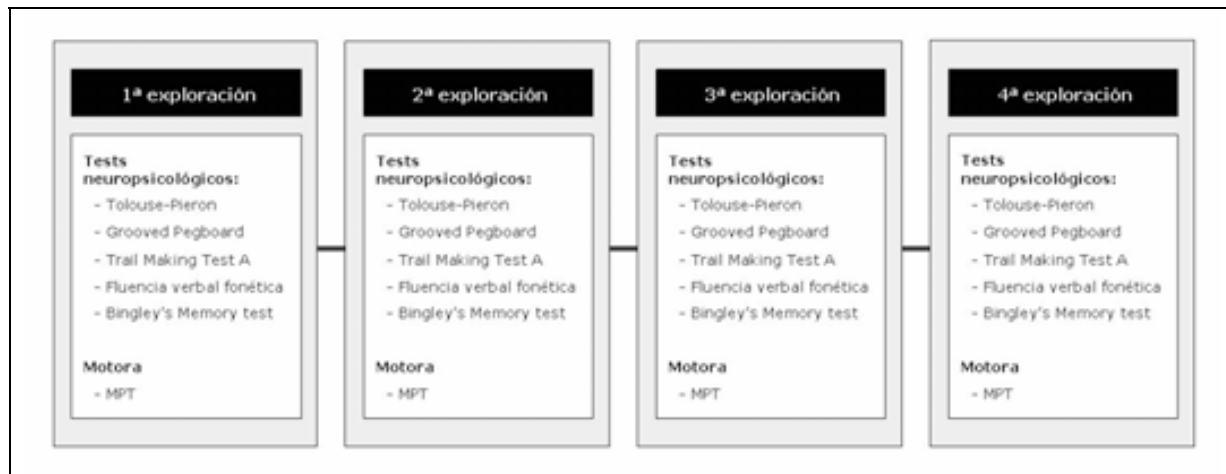 1ª exploración
Tests
neuropsicológicos:
- Tolouse-Pieron
- Grooved Pegboard
- Trail Making Test A
- Fluencia verbal fonética
- Bingley's Memory test
Motora
- MPT
2ª exploración
Tests
neuropsicológicos:
- Tolouse-Pieron
- Grooved Pegboard
- Trail Making Test A
- Fluencia verbal fonética
- Bingley's Memory test
Motora
- MPT
3ª exploración
Tests
neuropsicológicos:
- Tolouse-Pieron
- Grooved Pegboard
- Trail Making Test A
- Fluencia verbal fonética
- Bingley's Memory test
Motora
- MPT
4ª exploración
Tests
neuropsicológicos:
- Tolouse-Pieron
- Grooved Pegboard
- Trail Making Test A
- Fluencia verbal fonética
- Bingley's Memory test
Motora
- MPT